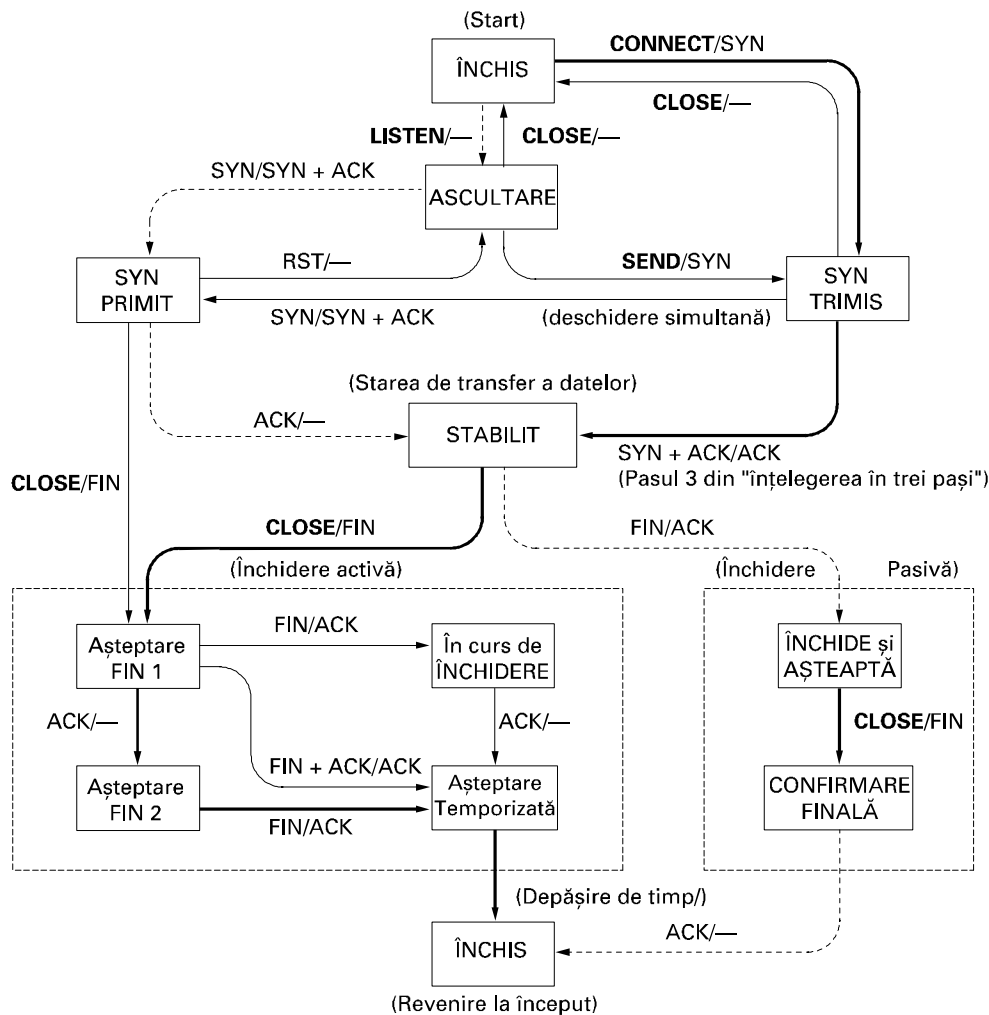 (Start)
CONNECT/SYN
ÎNCHIS
CLOSE/—
LISTEN/—
CLOSE/—
SYN/SYN + ACK
ASCULTARE
RST/—
SEND/SYN
SYN
PRIMIT
SYN
TRIMIS
SYN/SYN + ACK
(deschidere simultană)
(Starea de transfer a datelor)
ACK/—
STABILIT
SYN + ACK/ACK
(Pasul 3 din "înțelegerea în trei pași")
CLOSE/FIN
CLOSE/FIN
FIN/ACK
(Închidere activă)
(Închidere Pasivă)
FIN/ACK
Așteptare
FIN 1
În curs de
ÎNCHIDERE
ÎNCHIDE și
AȘTEAPTĂ
ACK/—
ACK/—
CLOSE/FIN
FIN + ACK/ACK
Așteptare
FIN 2
Așteptare
Temporizată
CONFIRMARE
FINALĂ
FIN/ACK
(Depășire de timp/)
ACK/—
ÎNCHIS
(Revenire la început)